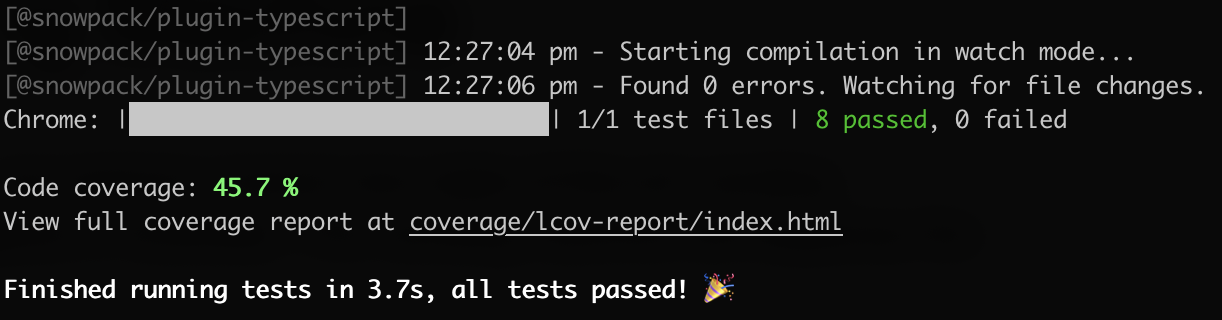 [@snowpack/plugin-typescript]
[@snowpack/plugin-typescript] 12:27:04 pm - Starting compilation in watch mode...
[@snowpack/plugin-typescript] 12:27:06 pm - Found 0 errors. Watching for file changes.
Chrome: |██████████████████████████████| 1/1 test files | 8 passed, 0 failed
Code coverage: 45.7 %
View full coverage report at coverage/lcov-report/index.html
Finished running tests in 3.7s, all tests passed! 🎉